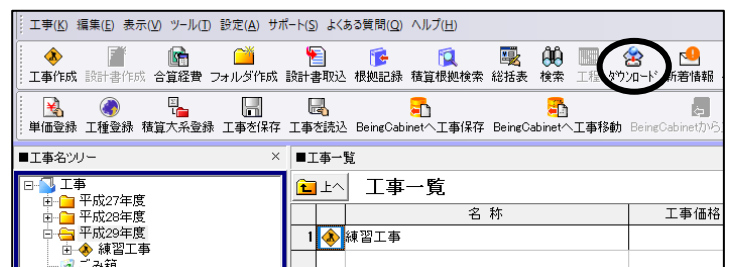 工事(K) 編集(E) 表示(V) ツール(T) 設定(A) サポート(S) よくある質問(Q) ヘルプ(H)
工事作成 設計書作成 合算経費 フォルダ作成 設計書取込 根拠記録 積算根拠検索 総括表 検索 工程 ダウンロード 新着情報
単価登録 工種登録 積算大系登録 工事を保存 工事を読込 BeingCabinetへ工事保存 BeingCabinetへ工事移動 BeingCabinetから
■工事名ツリー ×
工事
平成27年度
平成28年度
平成29年度
練習工事
ごみ箱
■工事一覧
上へ 工事一覧
名 称 工事価格
1 練習工事